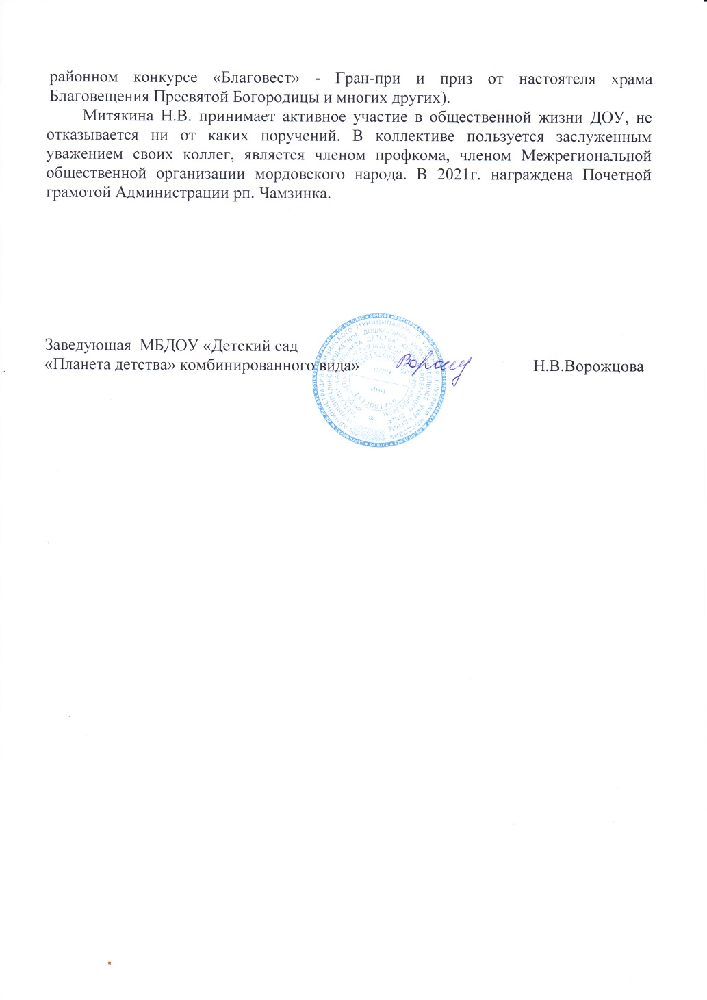 районном конкурсе «Благовест» - Гран-при и приз от настоятеля храма
Благовещения Пресвятой Богородицы и многих других).
Митякина Н.В. принимает активное участие в общественной жизни ДОУ, не
отказывается ни от каких поручений. В коллективе пользуется заслуженным
уважением своих коллег, является членом профкома, членом Межрегиональной
общественной организации мордовского народа. В 2021г. награждена Почетной
грамотой Администрации рп. Чамзинка.
Заведующая МБДОУ «Детский сад
«Планета детства» комбинированного вида»
Н.В.Ворожцова
ОГРН
ИНН